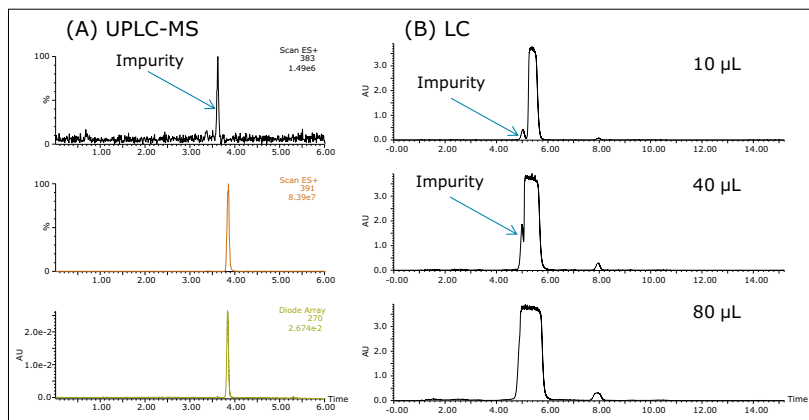 (A) UPLC-MS
Scan ES+
383
1.49e6
Impurity
100
%
1.00 2.00 3.00 4.00 5.00 6.00
Scan ES+
391
8.39e7
100
%
0
1.00 2.00 3.00 4.00 5.00 6.00
Diode Array
270
2.674e-2
AU
2.0e-2
1.0e-2
0.0
1.00 2.00 3.00 4.00 5.00 6.00
Time
(B) LC
10 µL
Impurity
AU
3.0
2.0
1.0
0.0
-0.00 2.00 4.00 6.00 8.00 10.00 12.00 14.00
40 µL
Impurity
AU
3.0
2.0
1.0
0.0
-0.00 2.00 4.00 6.00 8.00 10.00 12.00 14.00
80 µL
AU
3.0
2.0
1.0
0.0
-0.00 2.00 4.00 6.00 8.00 10.00 12.00 14.00
Time